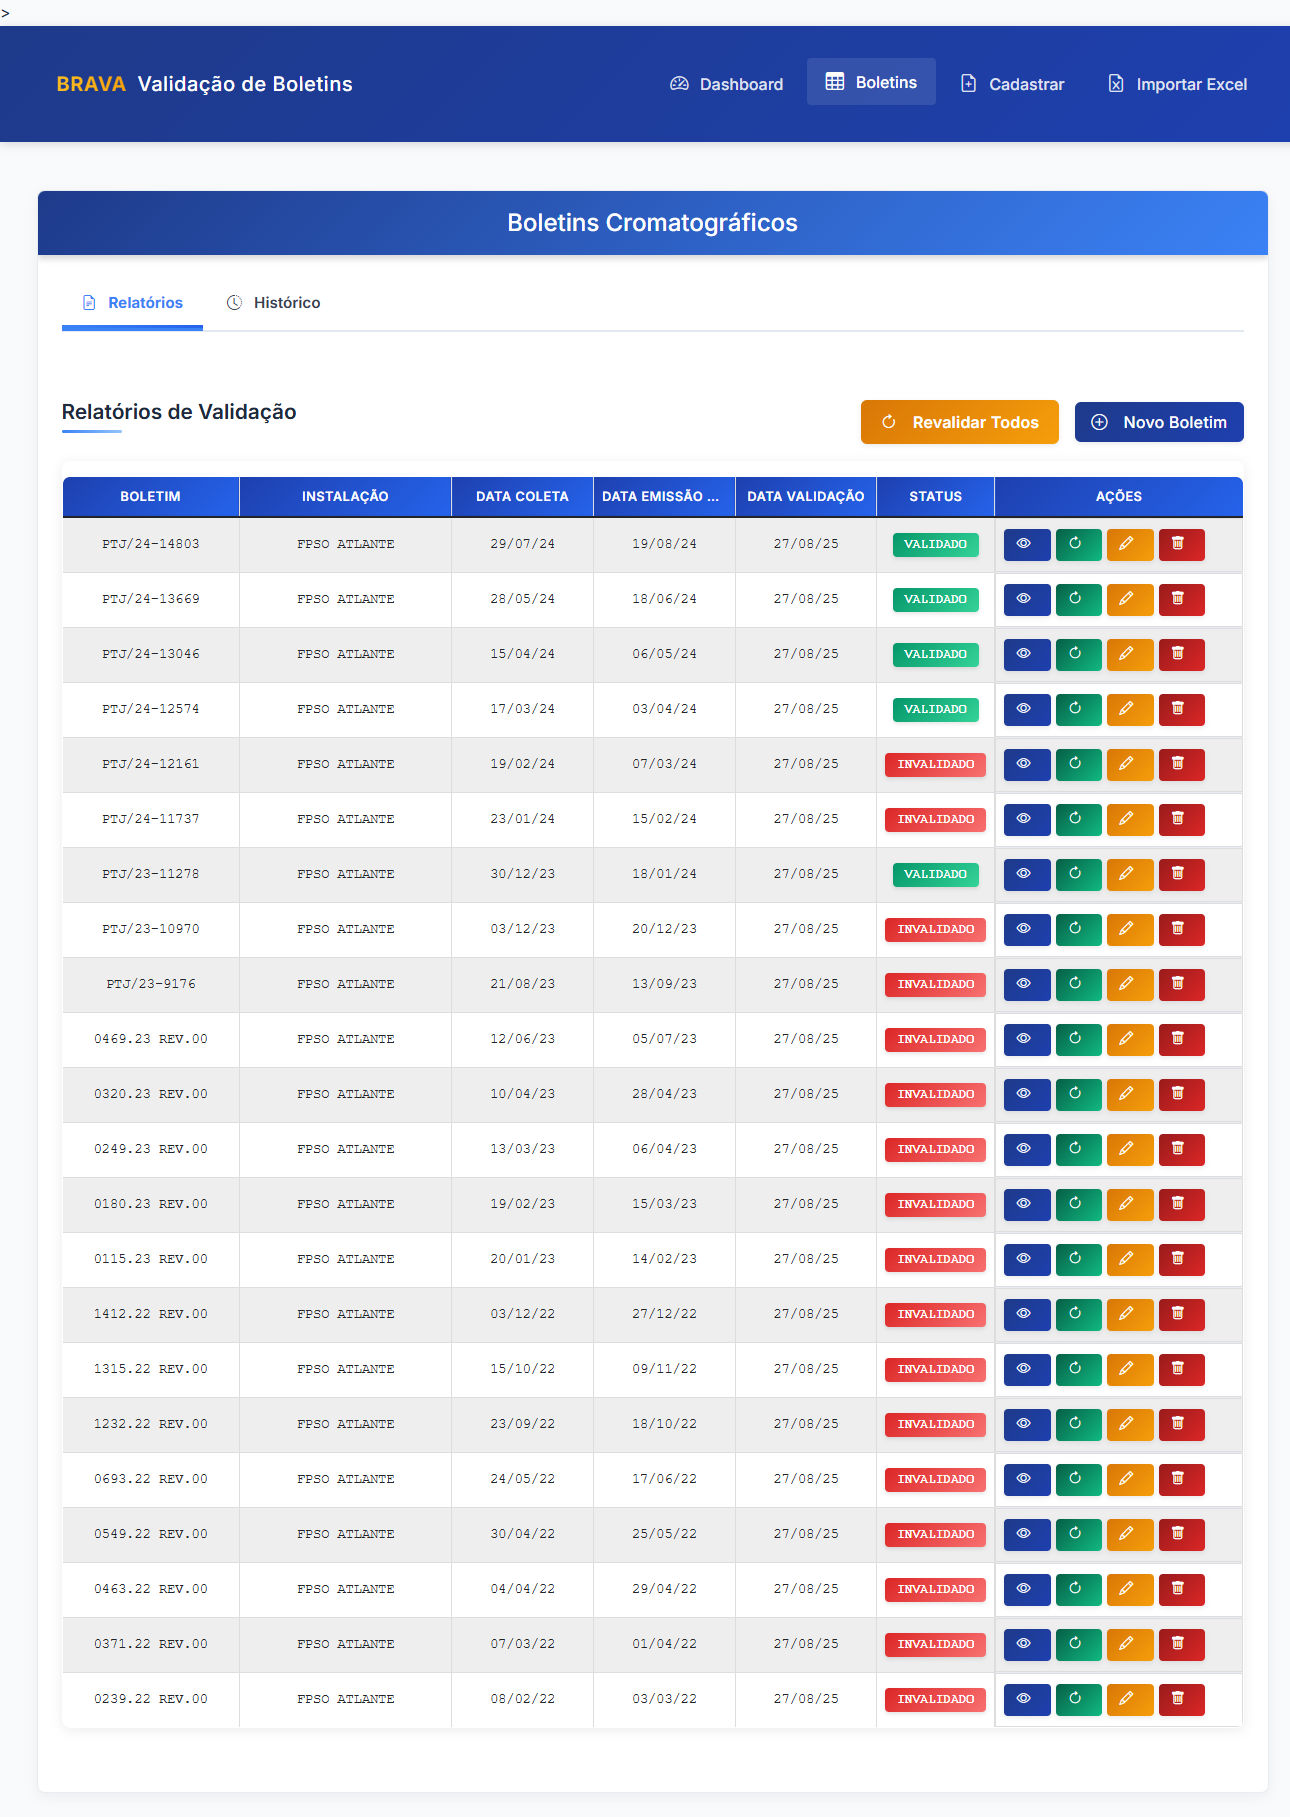 >
BRAVA Validação de Boletins
Dashboard
Boletins
Cadastrar
Importar Excel
Boletins Cromatográficos
Relatórios
Histórico
Relatórios de Validação
Revalidar Todos
Novo Boletim
BOLETIM INSTALAÇÃO DATA COLETA DATA EMISSÃO ... DATA VALIDAÇÃO STATUS AÇÕES
PTJ/24-14803 FPSO ATLANTE 29/07/24 19/08/24 27/08/25 VALIDADO
PTJ/24-13669 FPSO ATLANTE 28/05/24 18/06/24 27/08/25 VALIDADO
PTJ/24-13046 FPSO ATLANTE 15/04/24 06/05/24 27/08/25 VALIDADO
PTJ/24-12574 FPSO ATLANTE 17/03/24 03/04/24 27/08/25 VALIDADO
PTJ/24-12161 FPSO ATLANTE 19/02/24 07/03/24 27/08/25 INVALIDADO
PTJ/24-11737 FPSO ATLANTE 23/01/24 15/02/24 27/08/25 INVALIDADO
PTJ/23-11278 FPSO ATLANTE 30/12/23 18/01/24 27/08/25 VALIDADO
PTJ/23-10970 FPSO ATLANTE 03/12/23 20/12/23 27/08/25 INVALIDADO
PTJ/23-9176 FPSO ATLANTE 21/08/23 13/09/23 27/08/25 INVALIDADO
0469.23 REV.00 FPSO ATLANTE 12/06/23 05/07/23 27/08/25 INVALIDADO
0320.23 REV.00 FPSO ATLANTE 10/04/23 28/04/23 27/08/25 INVALIDADO
0249.23 REV.00 FPSO ATLANTE 13/03/23 06/04/23 27/08/25 INVALIDADO
0180.23 REV.00 FPSO ATLANTE 19/02/23 15/03/23 27/08/25 INVALIDADO
0115.23 REV.00 FPSO ATLANTE 20/01/23 14/02/23 27/08/25 INVALIDADO
1412.22 REV.00 FPSO ATLANTE 03/12/22 27/12/22 27/08/25 INVALIDADO
1315.22 REV.00 FPSO ATLANTE 15/10/22 09/11/22 27/08/25 INVALIDADO
1232.22 REV.00 FPSO ATLANTE 23/09/22 18/10/22 27/08/25 INVALIDADO
0693.22 REV.00 FPSO ATLANTE 24/05/22 17/06/22 27/08/25 INVALIDADO
0549.22 REV.00 FPSO ATLANTE 30/04/22 25/05/22 27/08/25 INVALIDADO
0463.22 REV.00 FPSO ATLANTE 04/04/22 29/04/22 27/08/25 INVALIDADO
0371.22 REV.00 FPSO ATLANTE 07/03/22 01/04/22 27/08/25 INVALIDADO
0239.22 REV.00 FPSO ATLANTE 08/02/22 03/03/22 27/08/25 INVALIDADO